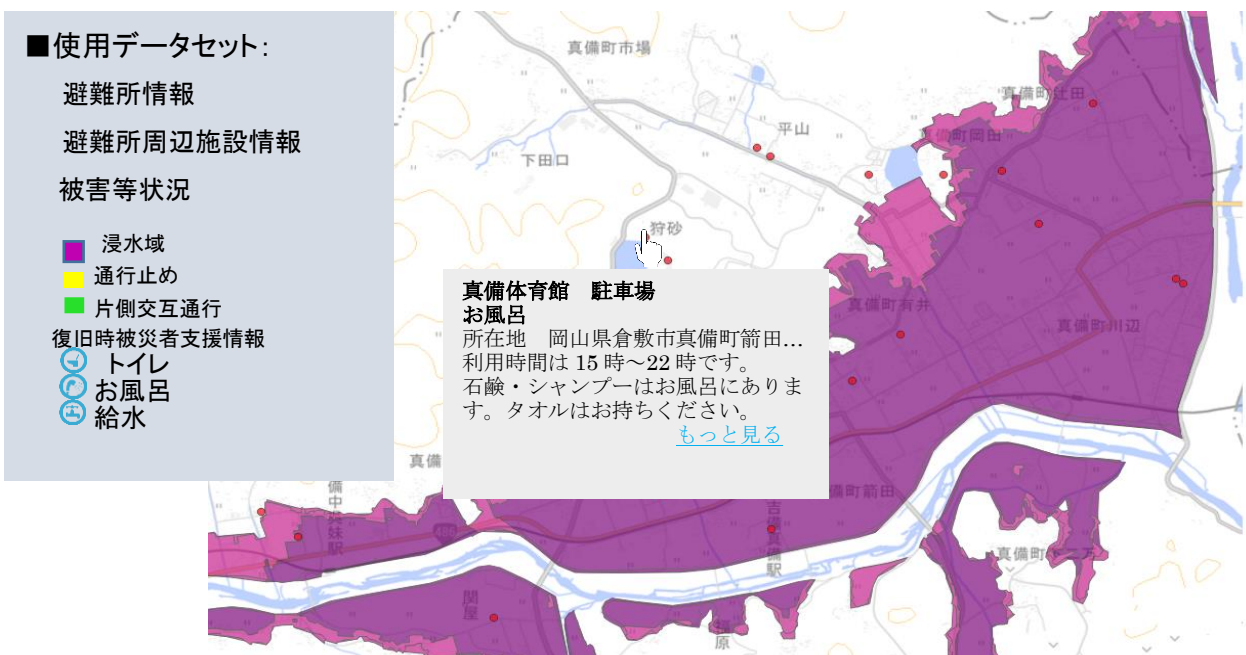 ■使用データセット：
避難所情報
避難所周辺施設情報
被害等状況
浸水域
通行止め
片側交互通行
復旧時被災者支援情報
トイレ
お風呂
給水
真備町市場
真備町辻田
平山
真備町岡田
下田口
狩砂
真備体育館　駐車場
お風呂
所在地　岡山県倉敷市真備町箭田…
利用時間は 15 時～22 時です。
石鹸・シャンプーはお風呂にありま
す。タオルはお持ちください。
もっと見る
真備町有井
真備町川辺
真備
備町箭田
吉備真備駅
486
関屋